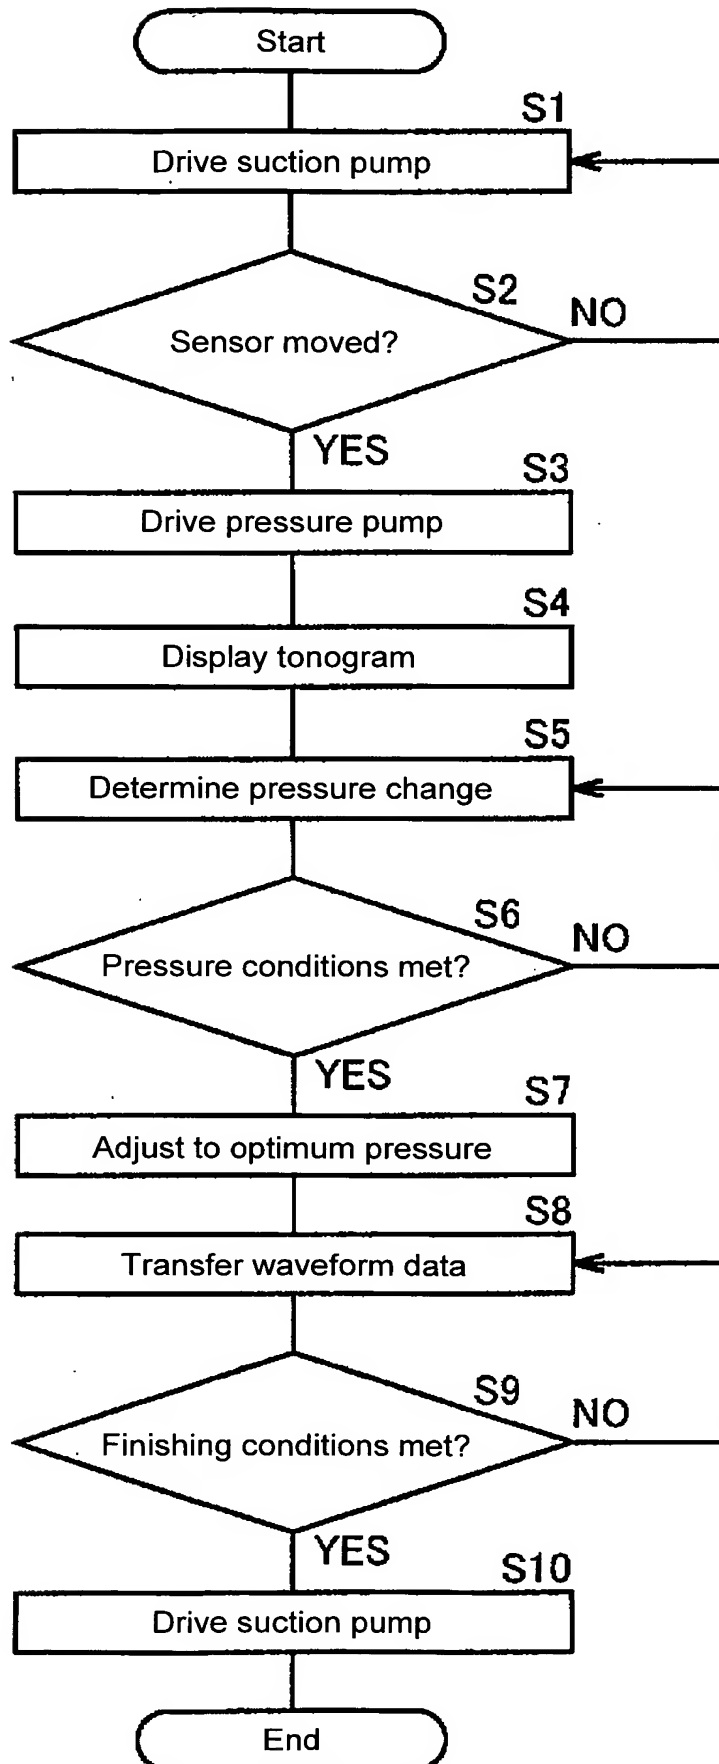 Start
S1
Drive suction pump
S2
NO
Sensor moved?
YES
S3
Drive pressure pump
S4
Display tonogram
S5
Determine pressure change
S6
NO
Pressure conditions met?
YES
S7
Adjust to optimum pressure
S8
Transfer waveform data
S9
NO
Finishing conditions met?
YES
S10
Drive suction pump
End